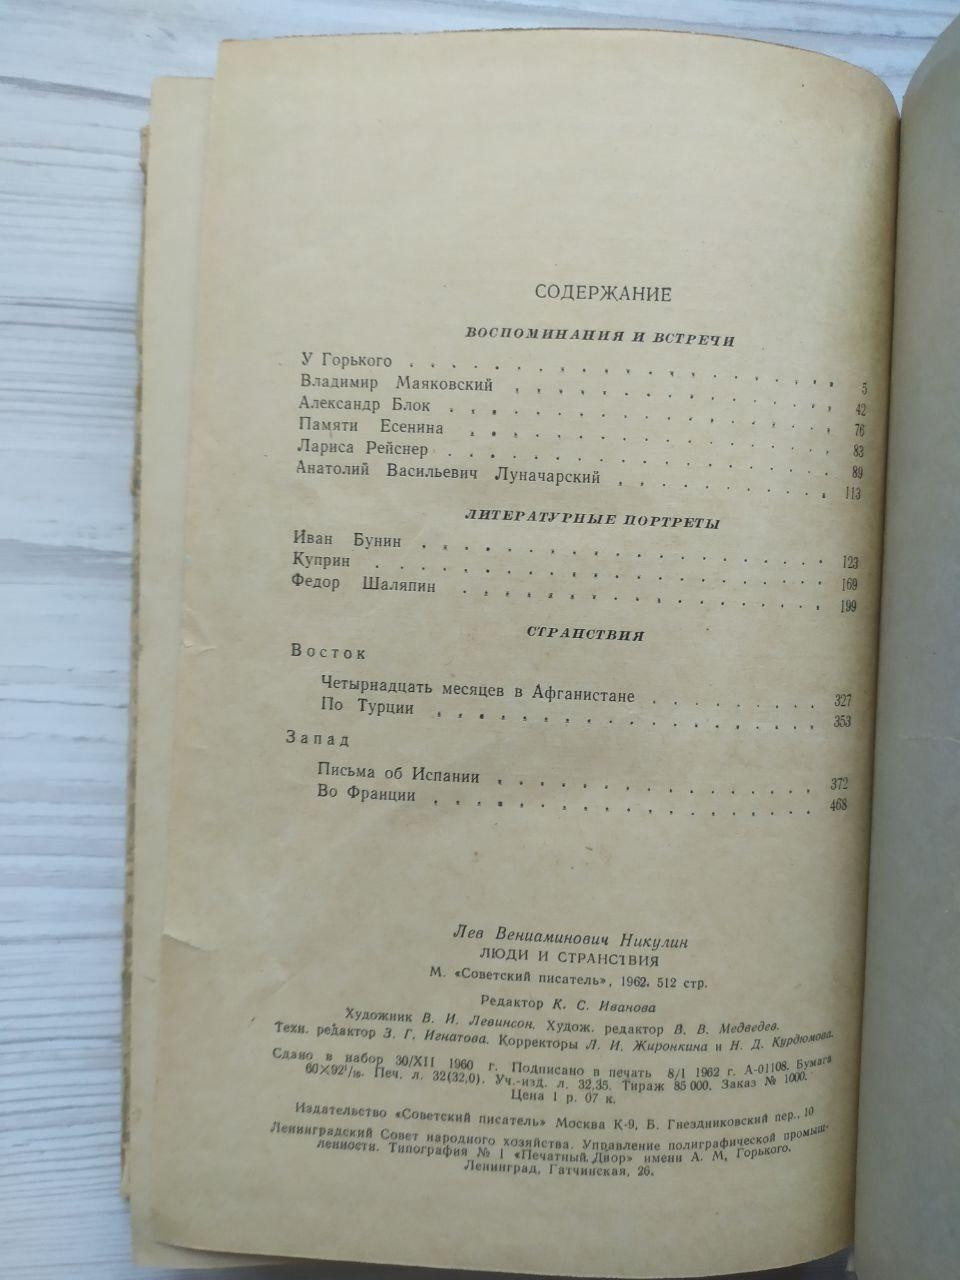 СОДЕРЖАНИЕ
ВОСПОМИНАНИЯ И ВСТРЕЧИ
У Горького . . . . . . . . . . . . . . . . . . . . 5
Владимир Маяковский . . . . . . . . . . . . . . . . 42
Александр Блок . . . . . . . . . . . . . . . . . . 76
Памяти Есенина . . . . . . . . . . . . . . . . . 83
Лариса Рейснер . . . . . . . . . . . . . . . . . . 89
Анатолий Васильевич Луначарский . . . . . . . . . . 113
ЛИТЕРАТУРНЫЕ ПОРТРЕТЫ
Иван Бунин . . . . . . . . . . . . . . . . . . . 123
Куприн . . . . . . . . . . . . . . . . . . . . . 169
Федор Шаляпин . . . . . . . . . . . . . . . . . 199
СТРАНСТВИЯ
Восток
Четырнадцать месяцев в Афганистане . . . . . . . . 327
По Турции . . . . . . . . . . . . . . . . . . 353
Запад
Письма об Испании . . . . . . . . . . . . . . . 372
Во Франции . . . . . . . . . . . . . . . . . . 468
Лев Вениаминович Никулин
ЛЮДИ И СТРАНСТВИЯ
М. «Советский писатель», 1962. 512 стр.
Редактор К. С. Иванова
Художник В. И. Левинсон. Худож. редактор В. В. Медведев.
Техн. редактор З. Г. Игнатова. Корректоры Л. И. Жиронкина и Н. Д. Курдюмова.
Сдано в набор 30/XII 1960 г. Подписано в печать 8/I 1962 г. А-01108. Бумага
60×92¹/₁₆. Печ. л. 32(32,0). Уч.-изд. л. 32,35. Тираж 85 000. Заказ № 1000.
Цена 1 р. 07 к.
Издательство «Советский писатель» Москва К-9, Б. Гнездниковский пер., 10
Ленинградский Совет народного хозяйства. Управление полиграфической промыш-
ленности. Типография № 1 «Печатный Двор» имени А. М. Горького.
Ленинград, Гатчинская, 26.